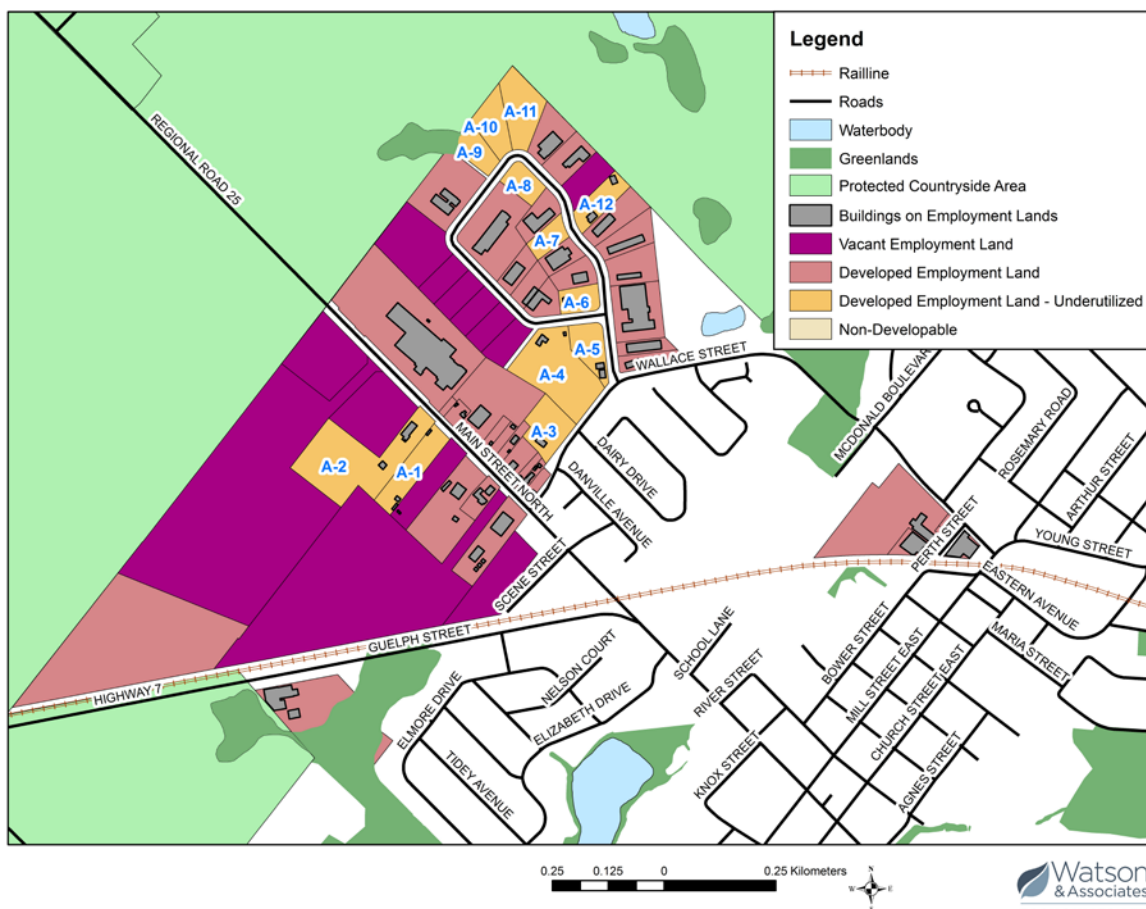 Legend
Railline
Roads
Waterbody
Greenlands
Protected Countryside Area
Buildings on Employment Lands
Vacant Employment Land
Developed Employment Land
Developed Employment Land - Underutilized
Non-Developable
REGIONAL ROAD 25
A-11
A-10
A-9
A-8
A-12
A-7
A-6
A-5
A-4
A-3
A-2
A-1
WALLACE STREET
MCDONALD BOULEVAR
ROSEMARY ROAD
ARTHUR STREET
MAIN STREET NORTH
DAIRY DRIVE
DANVILLE AVENUE
PERTH STREET
YOUNG STREET
SCENE STREET
EASTERN AVENUE
GUELPH STREET
MARIA STREET
HIGHWAY 7
SCHOOL LANE
BOWER STREET
NELSON COURT
MILL STREET EAST
RIVER STREET
ELMORE DRIVE
ELIZABETH DRIVE
CHURCH STREET EAST
TIDEY AVENUE
KNOX STREET
AGNES STREET
0.25 0.125 0 0.25 Kilometers
N
W E
S
Watson
& Associates